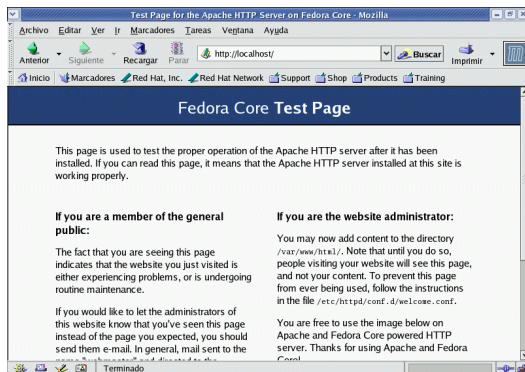 Test Page for the Apache HTTP Server on Fedora Core - Mozilla
Archivo Editar Ver Ir Marcadores Tareas Ventana Ayuda
Anterior Siguiente Recargar Parar http://localhost/ Buscar Imprimir
Inicio Marcadores Red Hat, Inc. Red Hat Network Support Shop Products Training
Fedora Core Test Page
This page is used to test the proper operation of the Apache HTTP server after it has been
installed. If you can read this page, it means that the Apache HTTP server installed at this site is
working properly.
If you are a member of the general
public:
The fact that you are seeing this page
indicates that the website you just visited is
either experiencing problems, or is undergoing
routine maintenance.
If you would like to let the administrators of
this website know that you've seen this page
instead of the page you expected, you should
send them e-mail. In general, mail sent to the
name "webmaster" and directed to the
If you are the website administrator:
You may now add content to the directory
/var/www/html/. Note that until you do so,
people visiting your website will see this page,
and not your content. To prevent this page
from ever being used, follow the instructions
in the file /etc/httpd/conf.d/welcome.conf.
You are free to use the image below on
Apache and Fedora Core powered HTTP
server. Thanks for using Apache and Fedora
Core!
Terminado